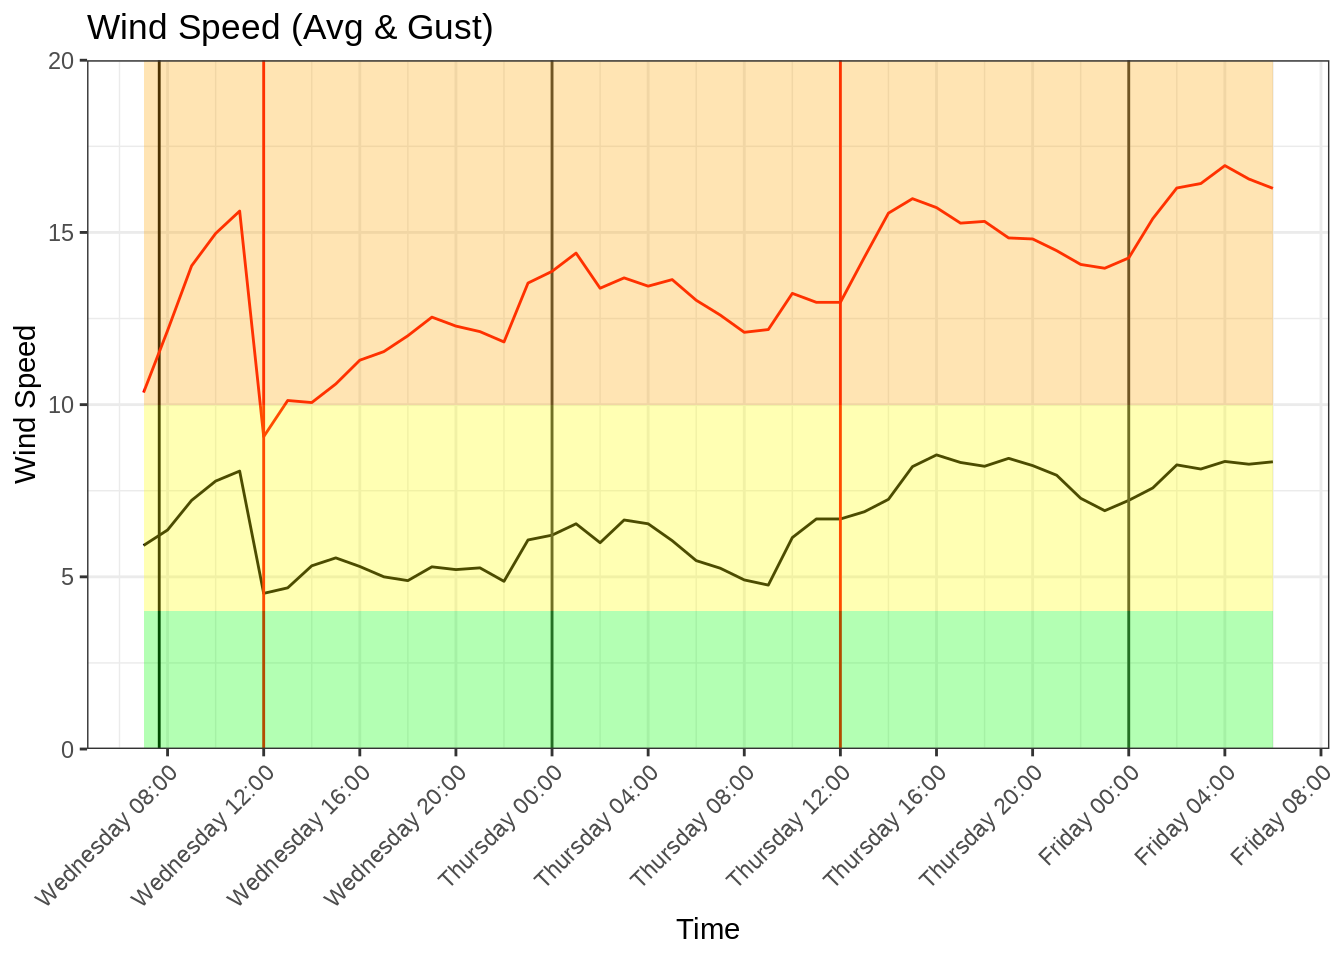 Wind Speed (Avg & Gust)
20
15
10
5
0
Wind Speed
Wednesday 08:00
Wednesday 12:00
Wednesday 16:00
Wednesday 20:00
Thursday 00:00
Thursday 04:00
Thursday 08:00
Thursday 12:00
Thursday 16:00
Thursday 20:00
Friday 00:00
Friday 04:00
Friday 08:00
Time